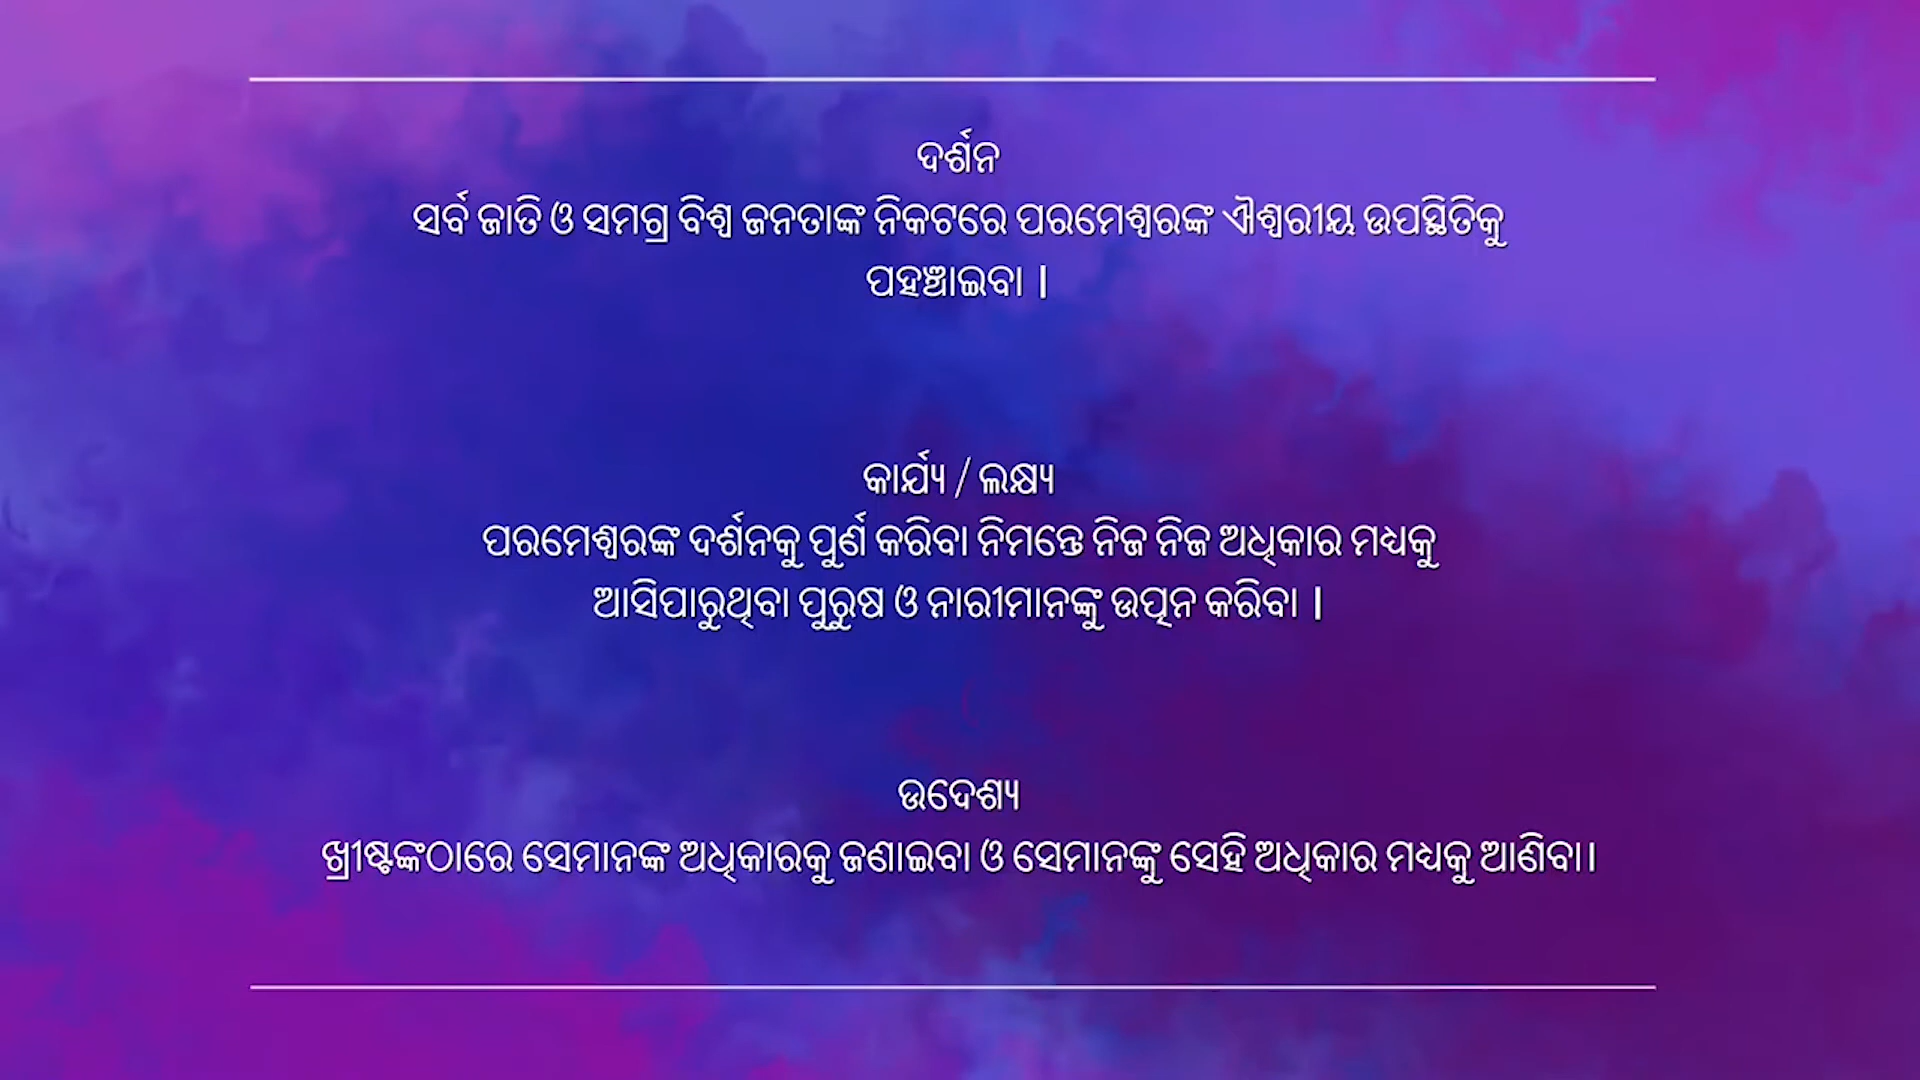 ଦର୍ଶନ
ସର୍ବ ଜାତି ଓ ସମଗ୍ର ବିଶ୍ୱ ଜନତାଙ୍କ ନିକଟରେ ପରମେଶ୍ୱରଙ୍କ ଐଶ୍ୱରୀୟ ଉପସ୍ଥିତିକୁ
ପହଞ୍ଚାଇବା |
କାର୍ଯ୍ୟ / ଲକ୍ଷ୍ୟ
ପରମେଶ୍ୱରଙ୍କ ଦର୍ଶନକୁ ପୁର୍ଣ କରିବା ନିମନ୍ତେ ନିଜ ନିଜ ଅଧିକାର ମଧ୍ୟକୁ
ଆସିପାରୁଥିବା ପୁରୁଷ ଓ ନାରୀମାନଙ୍କୁ ଉତ୍ପନ କରିବା |
ଉଦେଶ୍ୟ
ଖ୍ରୀଷ୍ଟଙ୍କଠାରେ ସେମାନଙ୍କ ଅଧିକାରକୁ ଜଣାଇବା ଓ ସେମାନଙ୍କୁ ସେହି ଅଧିକାର ମଧ୍ୟକୁ ଆଣିବା।